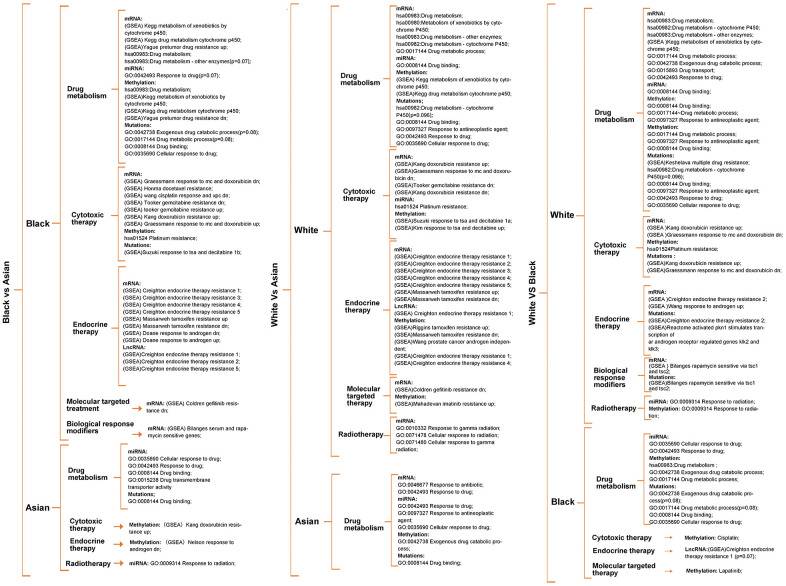 Black vs Asian
Black
Drug
metabolism
mRNA:
(GSEA) Kegg metabolism of xenobiotics by
cytochrome p450;
(GSEA) Kegg drug metabolism cytochrome p450;
(GSEA)Yague pretumor drug resistance up;
hsa00983:Drug metabolism;
hsa00983:Drug metabolism - other enzymes(p=0.07);
miRNA:
GO:0042493 Response to drug(p=0.07);
Methylation:
hsa00983:Drug metabolism;
(GSEA)Kegg metabolism of xenobiotics by
cytochrome p450;
(GSEA)Kegg drug metabolism cytochrome p450;
(GSEA)Yague pretumor drug resistance dn;
Mutations:
GO:0042738 Exogenous drug catabolic process(p=0.08);
GO:0017144 Drug metabolic process(p=0.08);
GO:0008144 Drug binding;
GO:0035690 Cellular response to drug;
Cytotoxic
therapy
mRNA:
(GSEA) Graessmann response to mc and doxorubicin dn;
(GSEA) Honma docetaxel resistance;
(GSEA) wang cisplatin response and xpc dn;
(GSEA) Tooker gemcitabine resistance dn;
(GSEA) tooker gemcitabine resistance up;
(GSEA) Kang doxorubicin resistance up;
(GSEA) Graessmann response to mc and doxorubicin up;
Methylation:
hsa01524 Platinum resistance;
Mutations:
(GSEA)Suzuki response to tsa and decitabine 1b;
Endocrine
therapy
mRNA:
(GSEA) Creighton endocrine therapy resistance 1;
(GSEA) Creighton endocrine therapy resistance 2;
(GSEA) Creighton endocrine therapy resistance 3;
(GSEA) Creighton endocrine therapy resistance 4;
(GSEA) Creighton endocrine therapy resistance 5
(GSEA) Massarweh tamoxifen resistance up
(GSEA) Massarweh tamoxifen resistance dn;
(GSEA) Doane response to androgen dn;
(GSEA) Doane response to androgen up;
LncRNA:
(GSEA)Creighton endocrine therapy resistance 1;
(GSEA)Creighton endocrine therapy resistance 2;
(GSEA)Creighton endocrine therapy resistance 5;
Molecular targeted
treatment
mRNA: (GSEA) Coldren gefitinib resis-
tance dn;
Biological response
modifiers
mRNA: (GSEA) Bilanges serum and rapa-
mycin sensitive genes;
Asian
Drug
metabolism
miRNA:
GO:0035690 Cellular response to drug;
GO:0042493 Response to drug;
GO:0008144 Drug binding;
GO:0015238 Drug transmembrane
transporter activity
Mutations;
GO:0008144 Drug binding;
Cytotoxic
therapy
Methylation: (GSEA) Kang doxorubicin resis-
tance up;
Endocrine
therapy
Methylation: (GSEA) Nelson response to
androgen dn;
Radiotherapy
miRNA: GO:0009314 Response to radiation;
White Vs Asian
White
Drug
metabolism
mRNA:
hsa00983:Drug metabolism;
hsa00980:Metabolism of xenobiotics by cyto-
chrome P450;
hsa00983:Drug metabolism - other enzymes;
hsa00982:Drug metabolism - cytochrome P450;
GO:0017144 Drug metabolic process;
miRNA:
GO:0008144 Drug binding;
Methylation:
(GSEA) Kegg metabolism of xenobiotics by cyto-
chrome p450;
(GSEA)Kegg drug metabolism cytochrome p450;
Mutations;
hsa00982:Drug metabolism - cytochrome
P450(p=0.096);
GO:0097327 Response to antineoplastic agent;
GO:0042493 Response to drug;
GO:0035690 Cellular response to drug;
Cytotoxic
therapy
mRNA:
(GSEA)Kang doxorubicin resistance up;
(GSEA)Graessmann response to mc and doxoru-
bicin dn;
(GSEA)Tooker gemcitabine resistance dn;
(GSEA)Kang doxorubicin resistance dn;
miRNA:
hsa01524 Platinum resistance;
Methylation:
(GSEA)Suzuki response to tsa and decitabine 1a;
(GSEA)Kim response to tsa and decitabine up;
Endocrine
therapy
mRNA:
(GSEA)Creighton endocrine therapy resistance 1;
(GSEA)Creighton endocrine therapy resistance 2;
(GSEA)Creighton endocrine therapy resistance 3;
(GSEA)Creighton endocrine therapy resistance 4;
(GSEA)Creighton endocrine therapy resistance 5;
(GSEA)Massarweh tamoxifen resistance up;
(GSEA)Massarweh tamoxifen resistance dn;
LncRNA:
(GSEA) Creighton endocrine therapy resistance 1;
Methylation:
(GSEA)Riggins tamoxifen resistance up;
(GSEA)Massarweh tamoxifen resistance dn;
(GSEA)Wang prostate cancer androgen indepen-
dent;
(GSEA)Creighton endocrine therapy resistance 1;
(GSEA)Creighton endocrine therapy resistance 4;
Molecular
targeted
therapy
mRNA:
(GSEA)Coldren gefitinib resistance dn;
Methylation:
(GSEA)Mahadevan imatinib resistance up;
Radiotherapy
miRNA:
GO:0010332 Response to gamma radiation;
GO:0071478 Cellular response to radiation;
GO:0071480 Cellular response to gamma
radiation;
Asian
Drug
metabolism
mRNA:
GO:0046677 Response to antibiotic;
GO:0042493 Response to drug;
miRNA:
GO:0042493 Response to drug;
GO:0097327 Response to antineoplastic
agent
GO:0035690 Cellular response to drug;
Methylation:
GO:0042738 Exogenous drug catabolic pro-
cess;
Mutations:
GO:0008144 Drug binding;
White VS Black
White
Drug
metabolism
mRNA:
hsa00983:Drug metabolism;
hsa00982:Drug metabolism - cytochrome P450;
hsa00983:Drug metabolism - other enzymes;
(GSEA )Kegg metabolism of xenobiotics by cyto-
chrome p450;
GO:0017144 Drug metabolic process;
GO:0042738 Exogenous drug catabolic process;
GO:0015893 Drug transport;
GO:0042493 Response to drug;
miRNA:
GO:0008144 Drug binding;
Methylation:
GO:0008144 Drug binding;
GO:0017144~Drug metabolic process;
GO:0097327 Response to antineoplastic agent;
Methylation:
GO:0017144 Drug metabolic process;
GO:0097327 Response to antineoplastic agent;
GO:0008144 Drug binding;
Mutations:
(GSEA)Keshelava multiple drug resistance;
hsa00982:Drug metabolism - cytochrome
P450(p=0.096);
GO:0008144 Drug binding;
GO:0097327 Response to antineoplastic agent;
GO:0042493 Response to drug;
GO:0035690 Cellular response to drug;
Cytotoxic
therapy
mRNA:
(GSEA) Kang doxorubicin resistance up;
(GSEA) Graessmann response to mc and doxorubicin dn;
Methylation:
hsa01524Platinum resistance;
Mutations :
(GSEA)Kang doxorubicin resistance up;
(GSEA)Graessmann response to mc and doxorubicin dn;
Endocrine
therapy
mRNA:
(GSEA )Creighton endocrine therapy resistance 2;
(GSEA )Wang response to androgen up;
Mutations:
(GSEA)Creighton endocrine therapy resistance 2;
(GSEA)Reactome activated pkn1 stimulates tran-
scription of
ar androgen receptor regulated genes klk2 and
klk3;
Biological
response
modifiers
mRNA:
(GSEA ) Bilanges rapamycin sensitive via tsc1
and tsc2;
Mutations:
(GSEA)Bilanges rapamycin sensitive via tsc1
and tsc2;
Radiotherapy
miRNA: GO:0009314 Response to radiation;
Methylation: GO:0009314 Response to radia-
tion;
Black
Drug
metabolism
miRNA:
GO:0035690 Cellular response to drug;
GO:0042493 Response to drug;
Methylation:
hsa00983:Drug metabolism ;
GO:0042738 Exogenous drug catabolic process;
GO:0017144 Drug metabolic process;
Mutations:
GO:0042738 Exogenous drug catabolic pro-
cess(p=0.08);
GO:0017144 Drug metabolic process(p=0.08);
GO:0008144 Drug binding;
GO:0035690 Cellular response to drug;
Cytotoxic therapy
Methylation: Cisplatin;
Endocrine therapy
LncRNA:(GSEA)Creighton endocrine therapy
resistance 1 (p=0.07);
Molecular targeted
therapy
Methylation: Lapatinib;